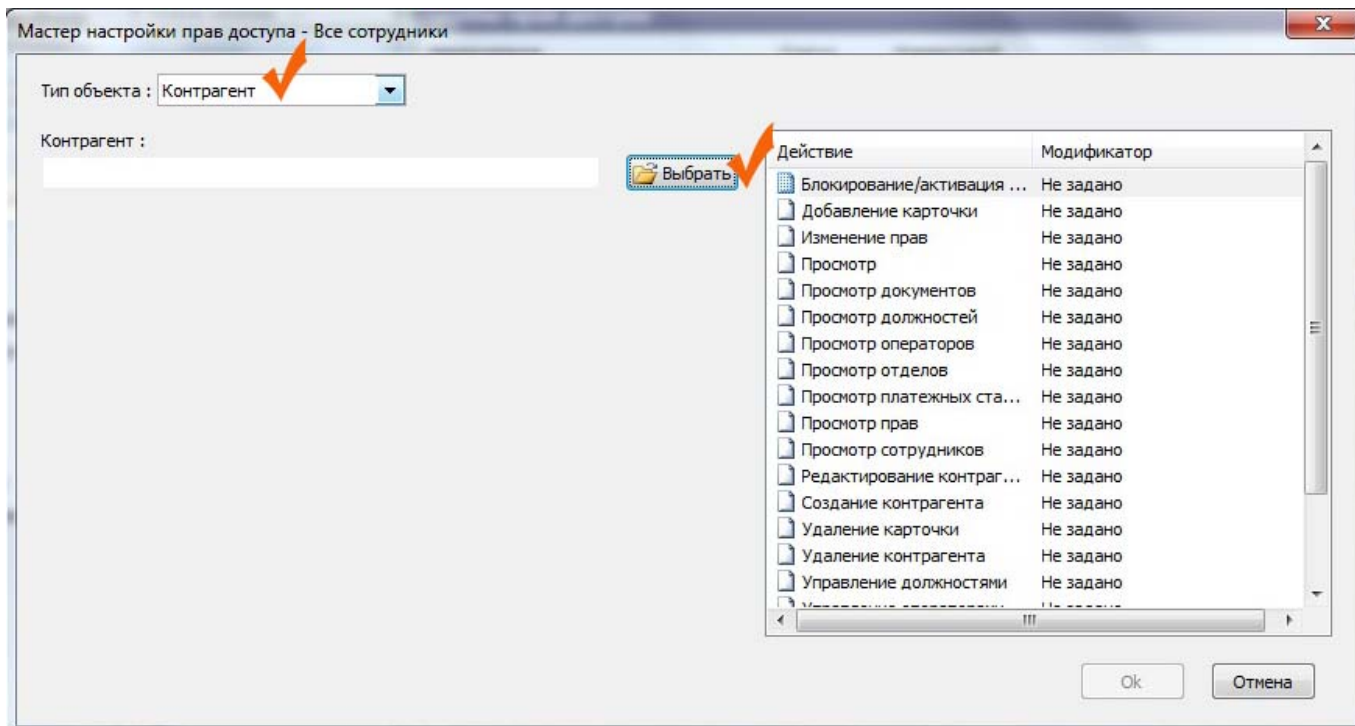 Мастер настройки прав доступа - Все сотрудники
Тип объекта : Контрагент
Контрагент :
Выбрать
Действие Модификатор
Блокирование/активация ... Не задано
Добавление карточки Не задано
Изменение прав Не задано
Просмотр Не задано
Просмотр документов Не задано
Просмотр должностей Не задано
Просмотр операторов Не задано
Просмотр отделов Не задано
Просмотр платежных ста... Не задано
Просмотр прав Не задано
Просмотр сотрудников Не задано
Редактирование контраг... Не задано
Создание контрагента Не задано
Удаление карточки Не задано
Удаление контрагента Не задано
Управление должностями Не задано
Ok Отмена